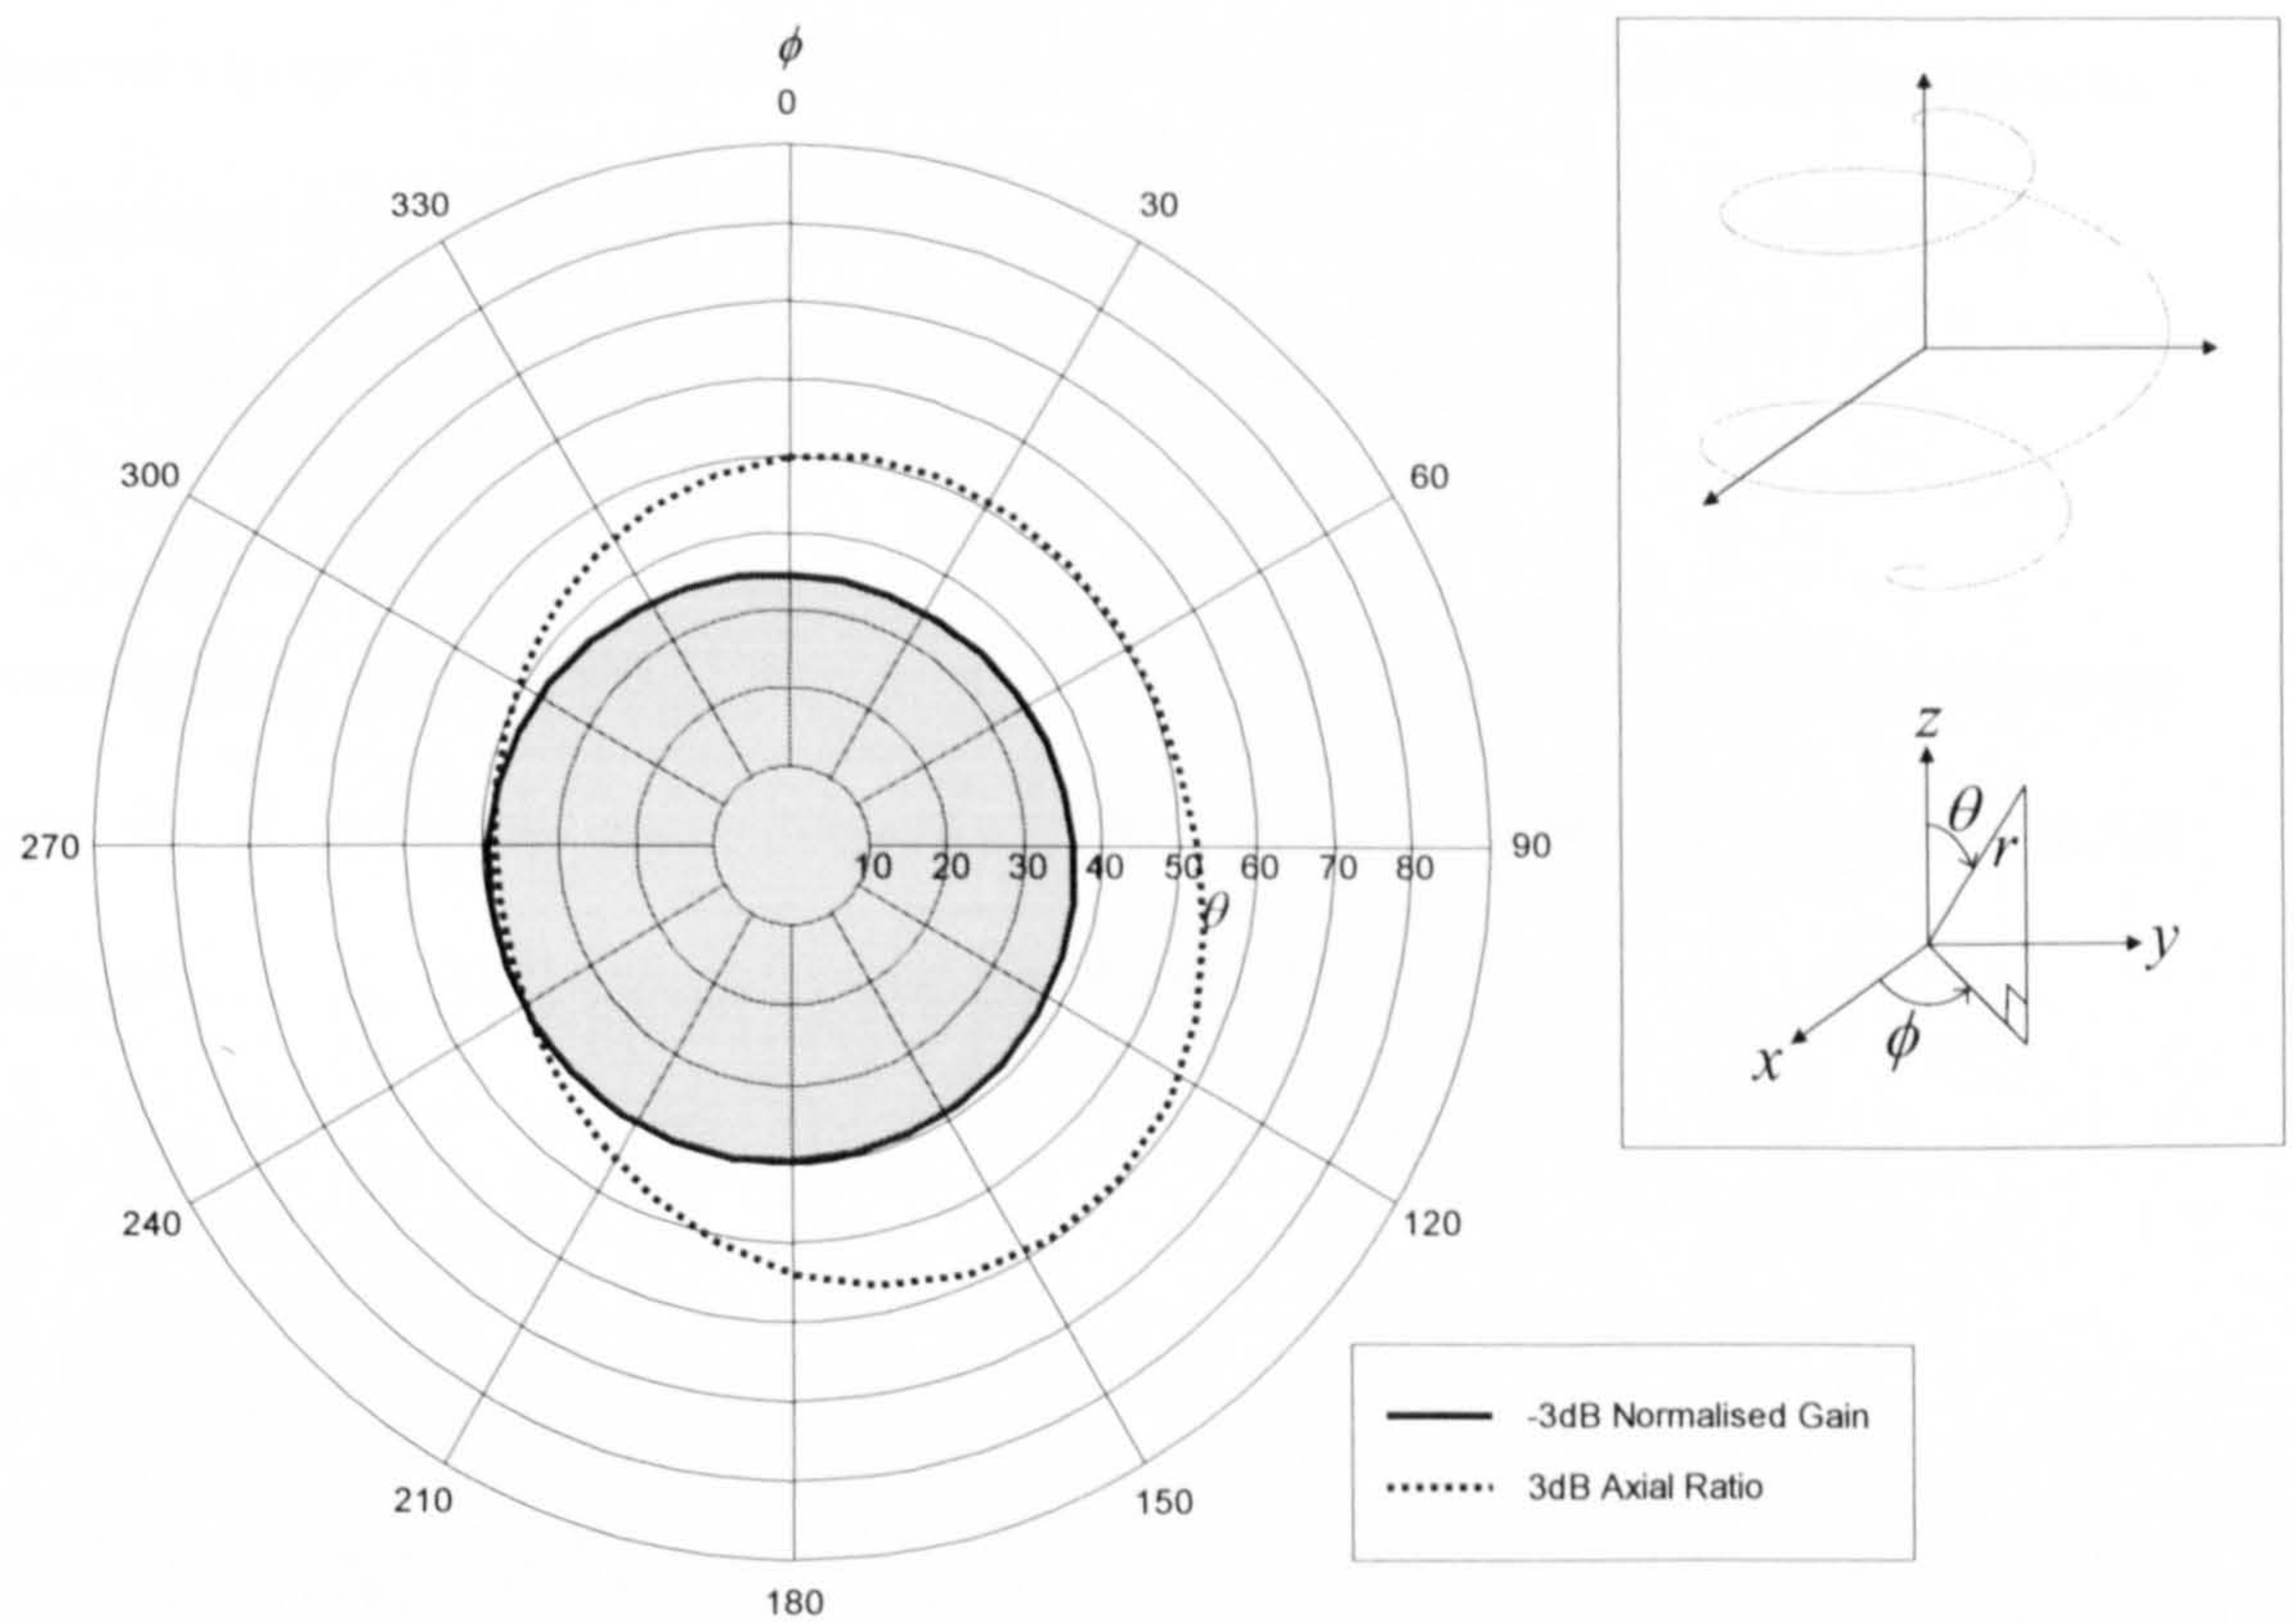 ϕ
0
330
30
300
60
270
10 20 30 40 50 60 70 80
90
θ
240
120
210
150
180
z
θ
r
y
x
ϕ
-3dB Normalised Gain
3dB Axial Ratio